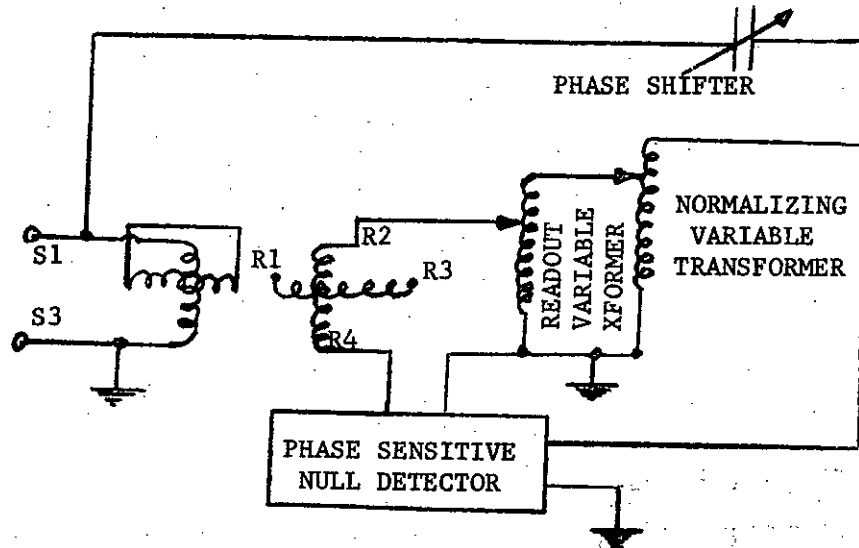 PHASE SHIFTER
S1
S3
R1
R2
R3
R4
READOUT
VARIABLE
XFORMER
NORMALIZING
VARIABLE
TRANSFORMER
PHASE SENSITIVE
NULL DETECTOR